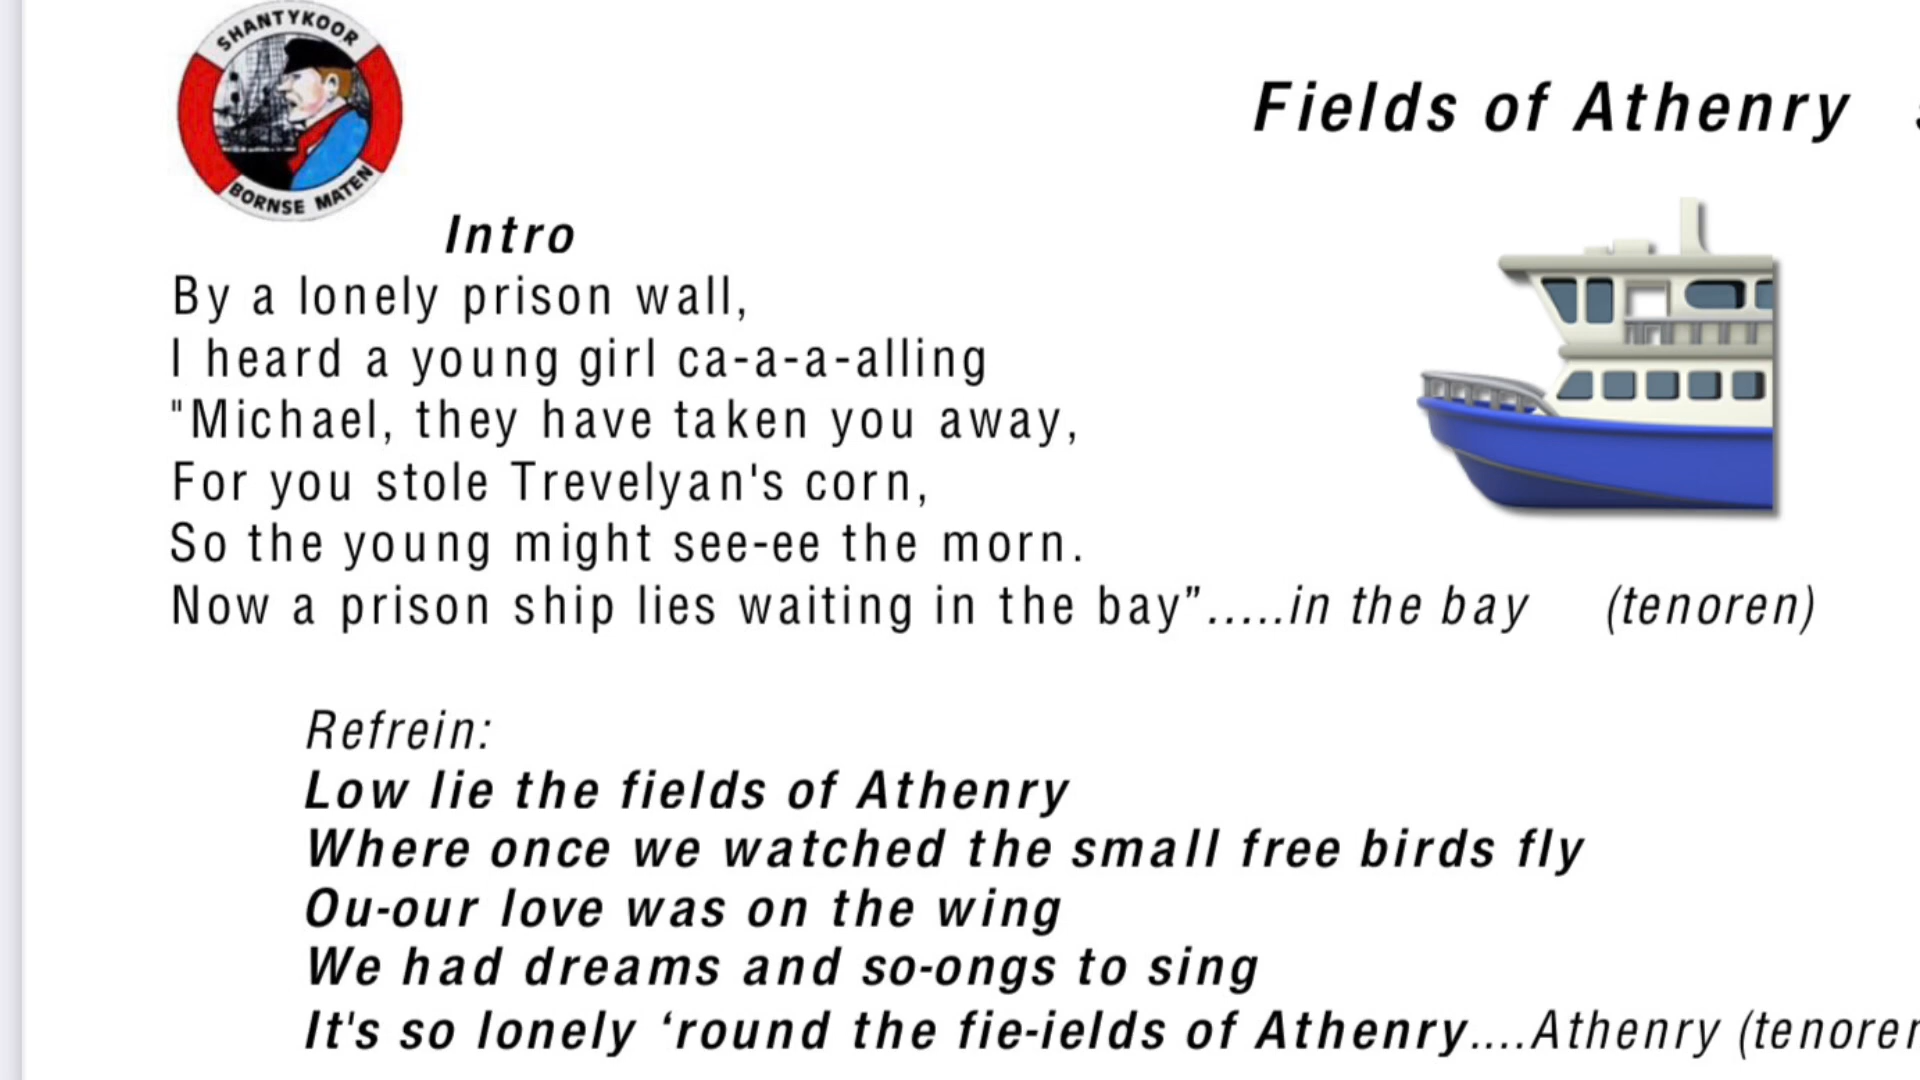 SHANTYKOOR
BORNSE MATEN
Fields of Athenry
Intro
By a lonely prison wall,
I heard a young girl ca-a-a-alling
"Michael, they have taken you away,
For you stole Trevelyan's corn,
So the young might see-ee the morn.
Now a prison ship lies waiting in the bay”.....in the bay (tenoren)
Refrein:
Low lie the fields of Athenry
Where once we watched the small free birds fly
Ou-our love was on the wing
We had dreams and so-ongs to sing
It's so lonely ‘round the fie-ields of Athenry....Athenry (tenoren